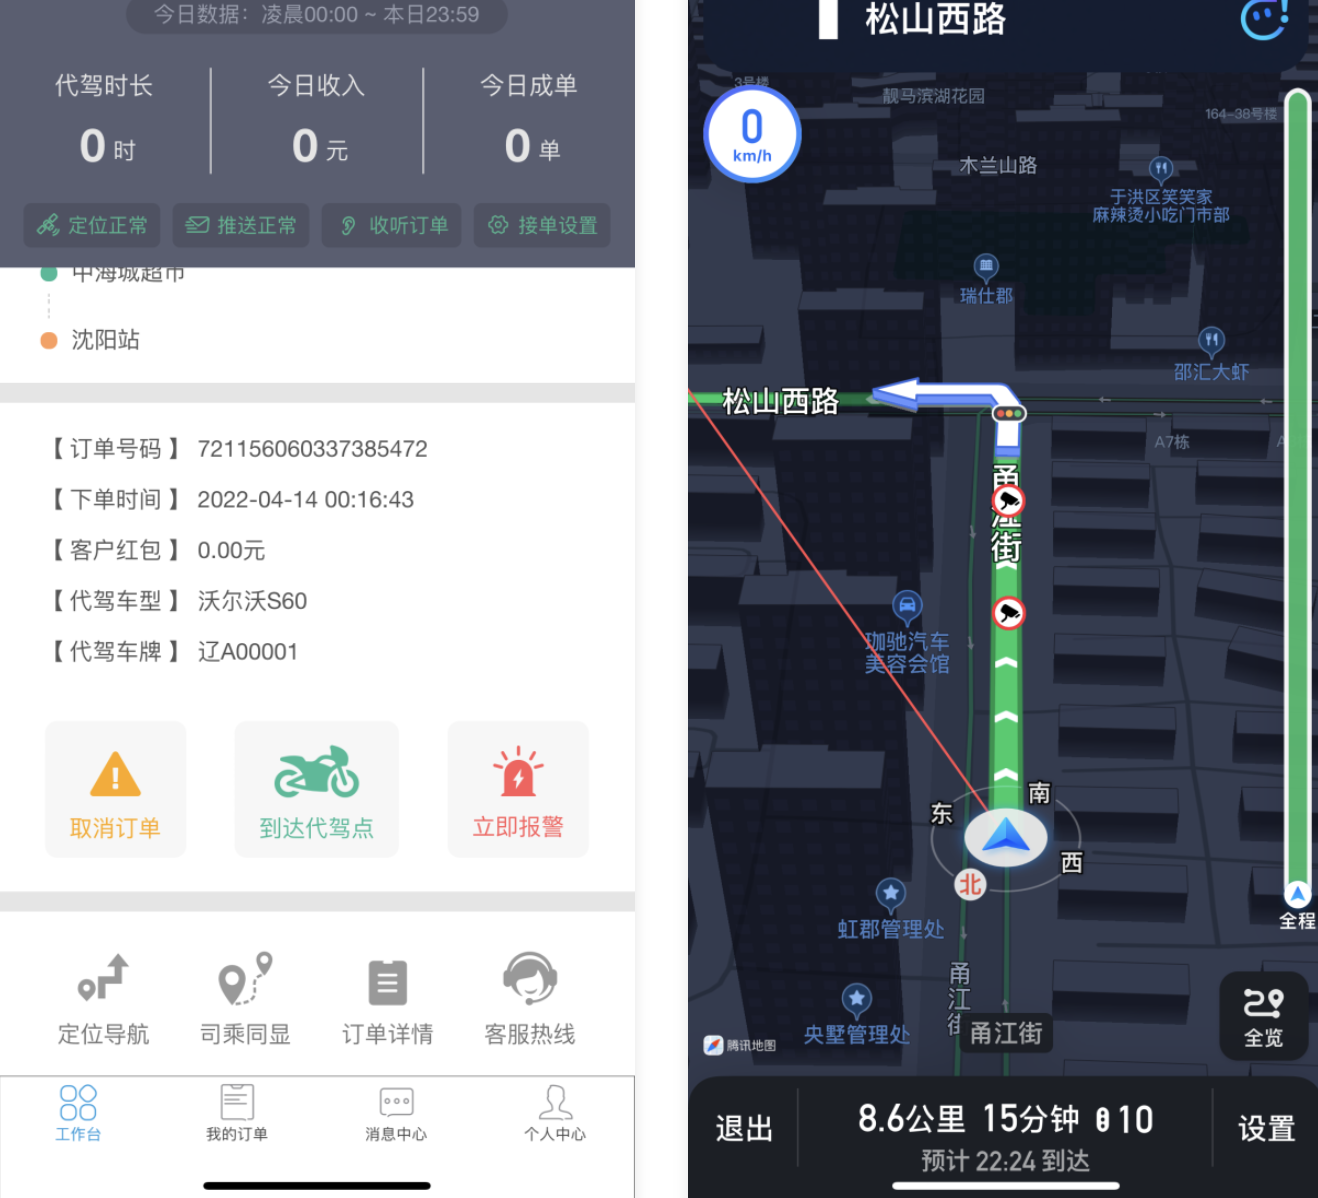 今日数据：凌晨00:00 ~ 本日23:59
代驾时长
今日收入
今日成单
0 时
0 元
0 单
定位正常
推送正常
收听订单
接单设置
中海城超市
沈阳站
【 订单号码 】 721156060337385472
【 下单时间 】 2022-04-14 00:16:43
【 客户红包 】 0.00元
【 代驾车型 】 沃尔沃S60
【 代驾车牌 】 辽A00001
取消订单
到达代驾点
立即报警
定位导航
司乘同显
订单详情
客服热线
工作台
我的订单
消息中心
个人中心
松山西路
3号楼
0
km/h
靓马滨湖花园
164-38号楼
木兰山路
于洪区笑笑家
麻辣烫小吃门市部
瑞仕郡
邵汇大虾
松山西路
A7栋
A
甬江街
珈驰汽车
美容会馆
东
南
西
北
全程
虹郡管理处
甬江街
央墅管理处
甬江街
腾讯地图
全览
退出
8.6公里 15分钟 10
预计 22:24 到达
设置